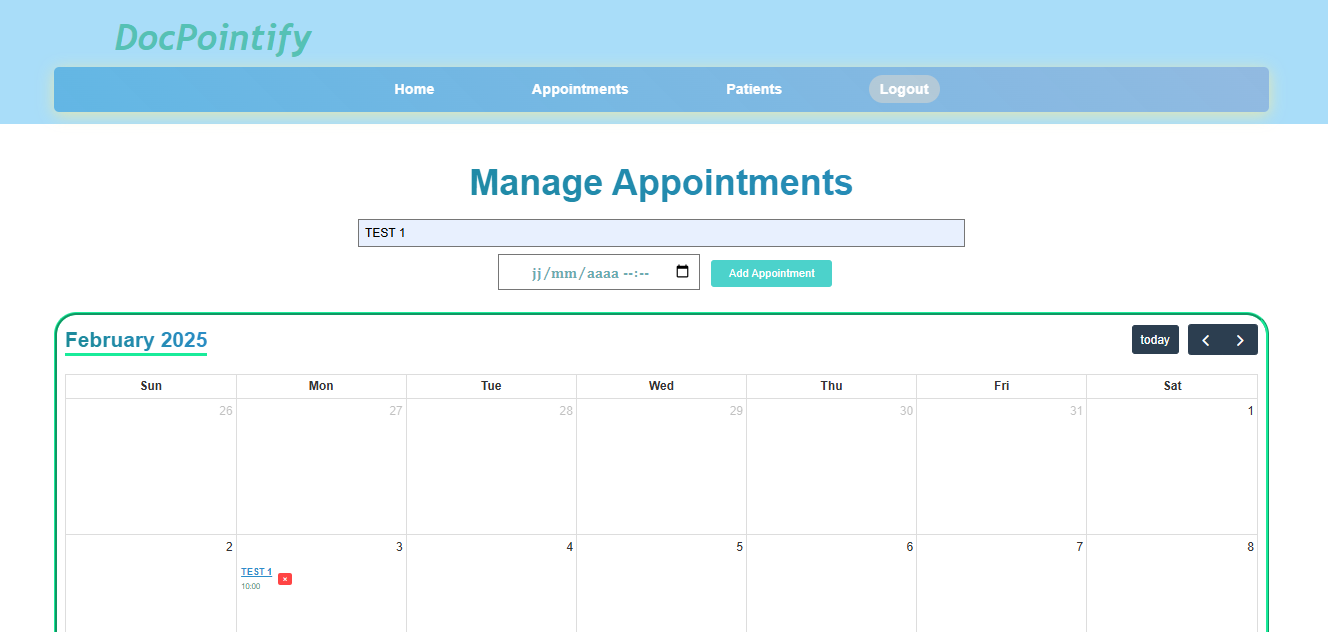 DocPointify
Home Appointments Patients Logout
Manage Appointments
TEST 1
jj/mm/aaaa --:--
Add Appointment
February 2025
today
Sun Mon Tue Wed Thu Fri Sat
26 27 28 29 30 31 1
2 3 4 5 6 7 8
TEST 1
10:00